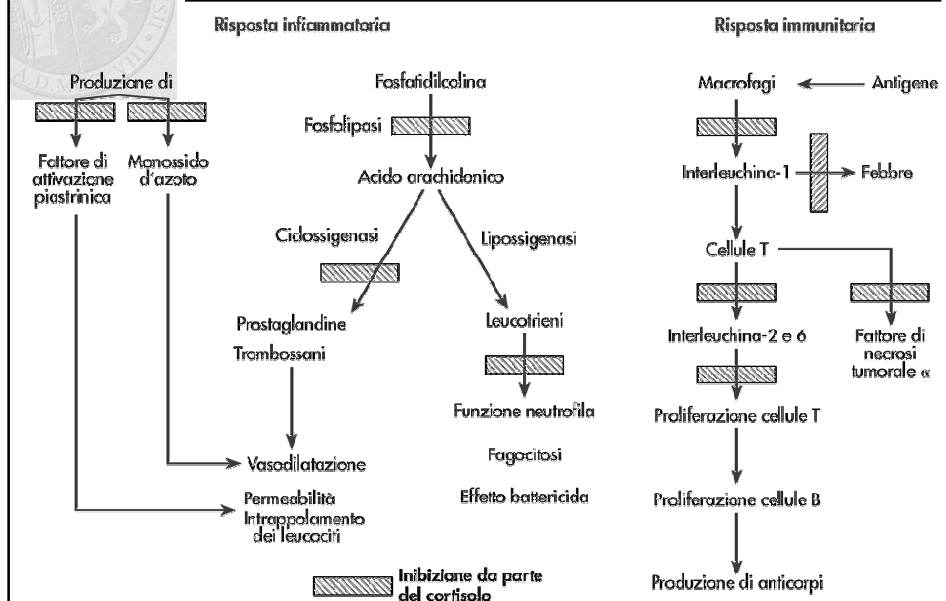 Risposta infiammatoria
Risposta immunitaria
Produzione di
Fattore di
attivazione
piastrinica
Monossido
d'azoto
Fosfatidilcolina
Fosfolipasi
Acido arachidonico
Ciclossigenasi
Lipossigenasi
Prostaglandine
Trombossani
Leucotrieni
Funzione neutrofila
Fagocitosi
Effetto battericida
Vasodilatazione
Permeabilità
Intrappolamento
dei leucociti
Macrofagi
Antigene
Interleuchina-1
Febbre
Cellule T
Interleuchina-2 e 6
Fattore di
necrosi
tumorale α
Proliferazione cellule T
Proliferazione cellule B
Produzione di anticorpi
Inibizione da parte
del cortisolo